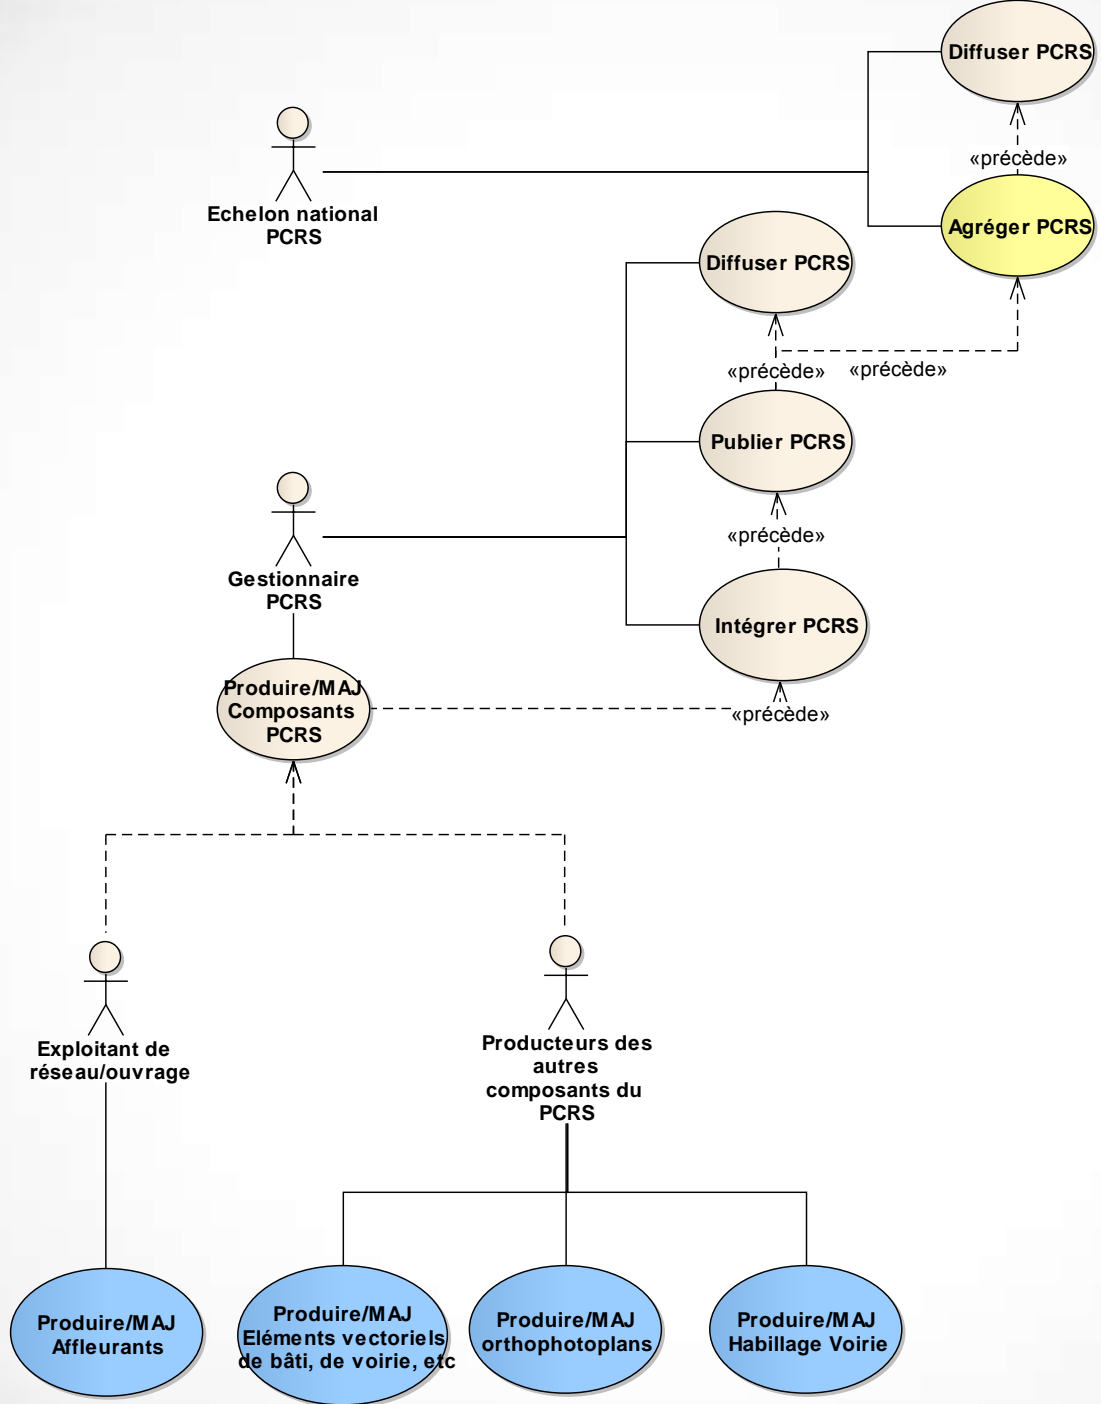 Diffuser PCRS
«précède»
Echelon national
PCRS
Agréger PCRS
Diffuser PCRS
«précède»
«précède»
Publier PCRS
«précède»
Gestionnaire
PCRS
Intégrer PCRS
Produire/MAJ
Composants
PCRS
«précède»
Exploitant de
réseau/ouvrage
Producteurs des
autres
composants du
PCRS
Produire/MAJ
Affleurants
Produire/MAJ
Eléments vectoriels
de bâti, de voirie, etc
Produire/MAJ
orthophotoplans
Produire/MAJ
Habillage Voirie